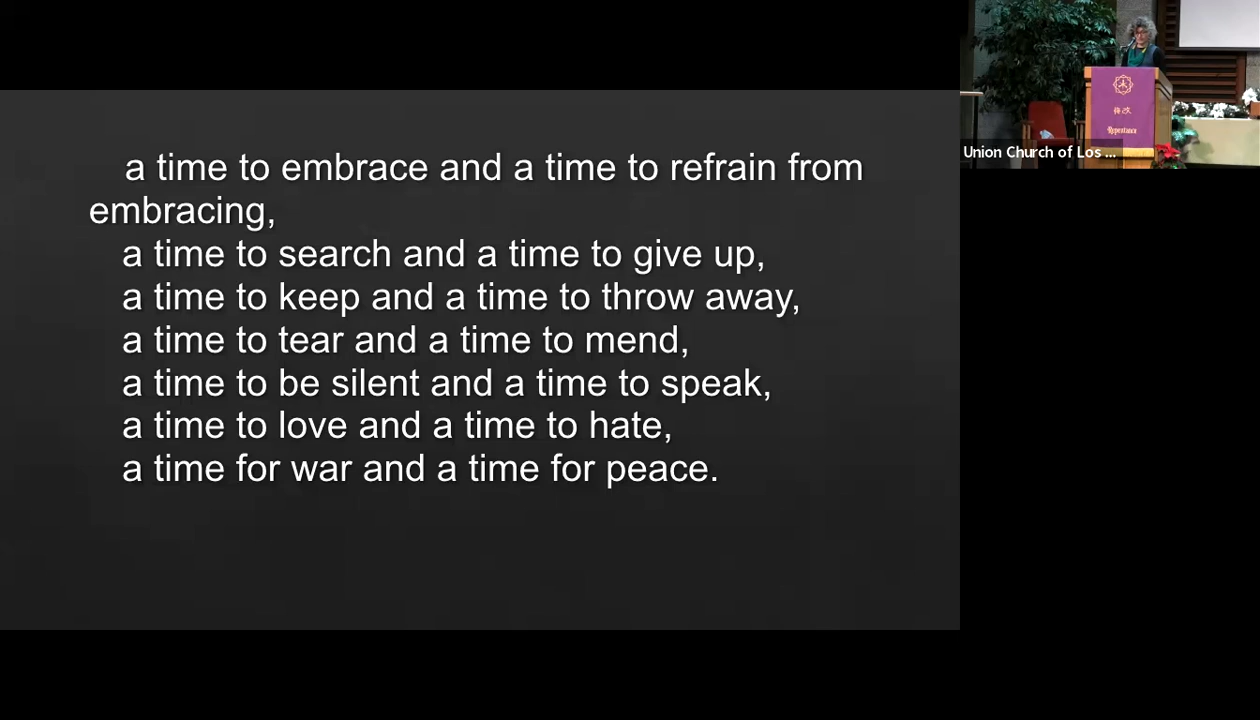 a time to embrace and a time to refrain from
embracing,
a time to search and a time to give up,
a time to keep and a time to throw away,
a time to tear and a time to mend,
a time to be silent and a time to speak,
a time to love and a time to hate,
a time for war and a time for peace.
Repentance
Union Church of Los ...